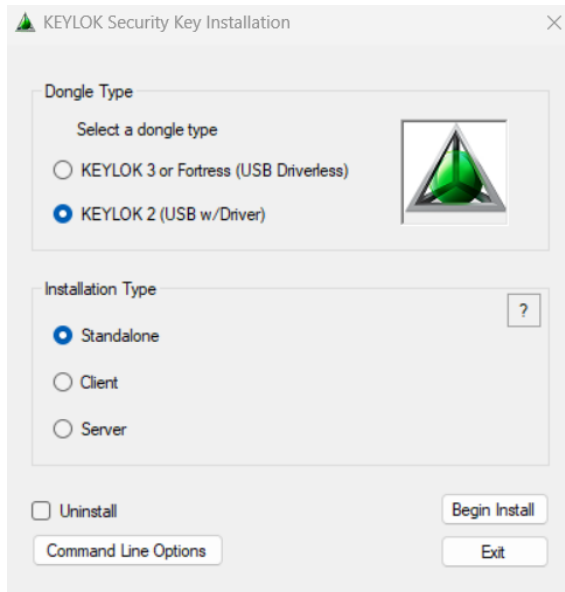 KEYLOK Security Key Installation
Dongle Type
Select a dongle type
KEYLOK 3 or Fortress (USB Driverless)
KEYLOK 2 (USB w/Driver)
Installation Type
?
Standalone
Client
Server
Uninstall
Begin Install
Command Line Options
Exit